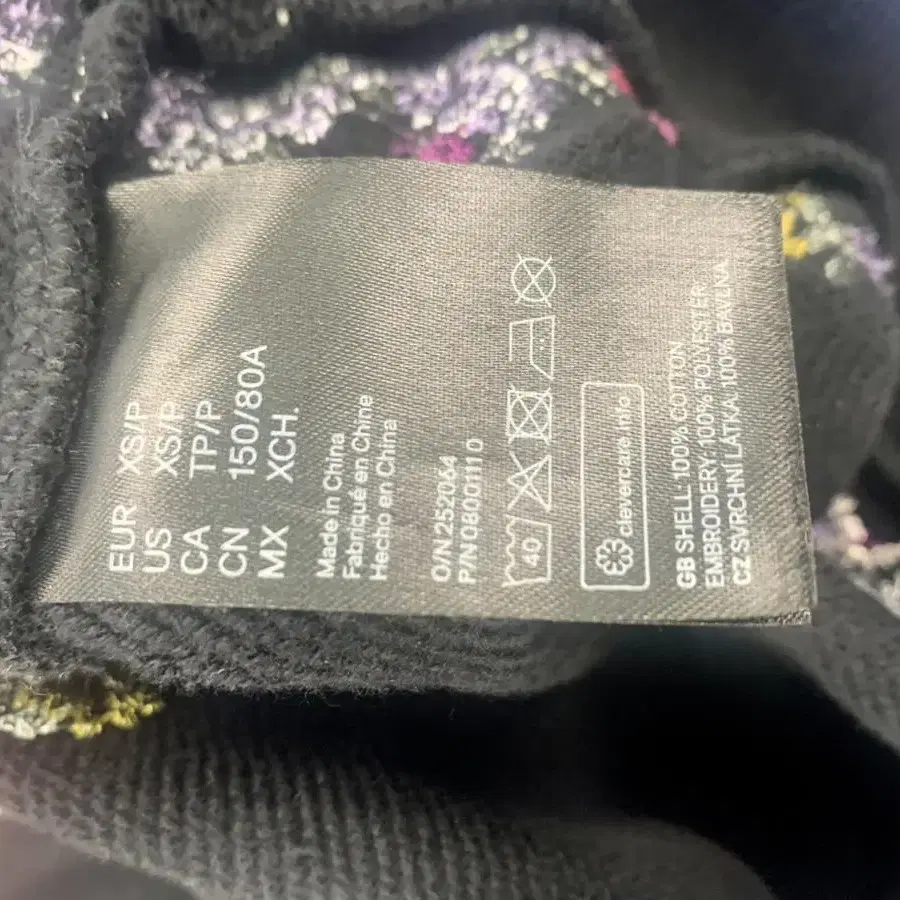 EUR XS/P
US XS/P
CA TP/P
CN 150/80A
MX XCH.
Made in China
Fabriqué en Chine
Hecho en China
O/N 252064
P/N 0800111 0
40
clevercare.info
GB SHELL 100% COTTON
EMBROIDERY: 100% POLYESTER
CZ SVRCHNÍ LÁTKA 100% BAVLNA